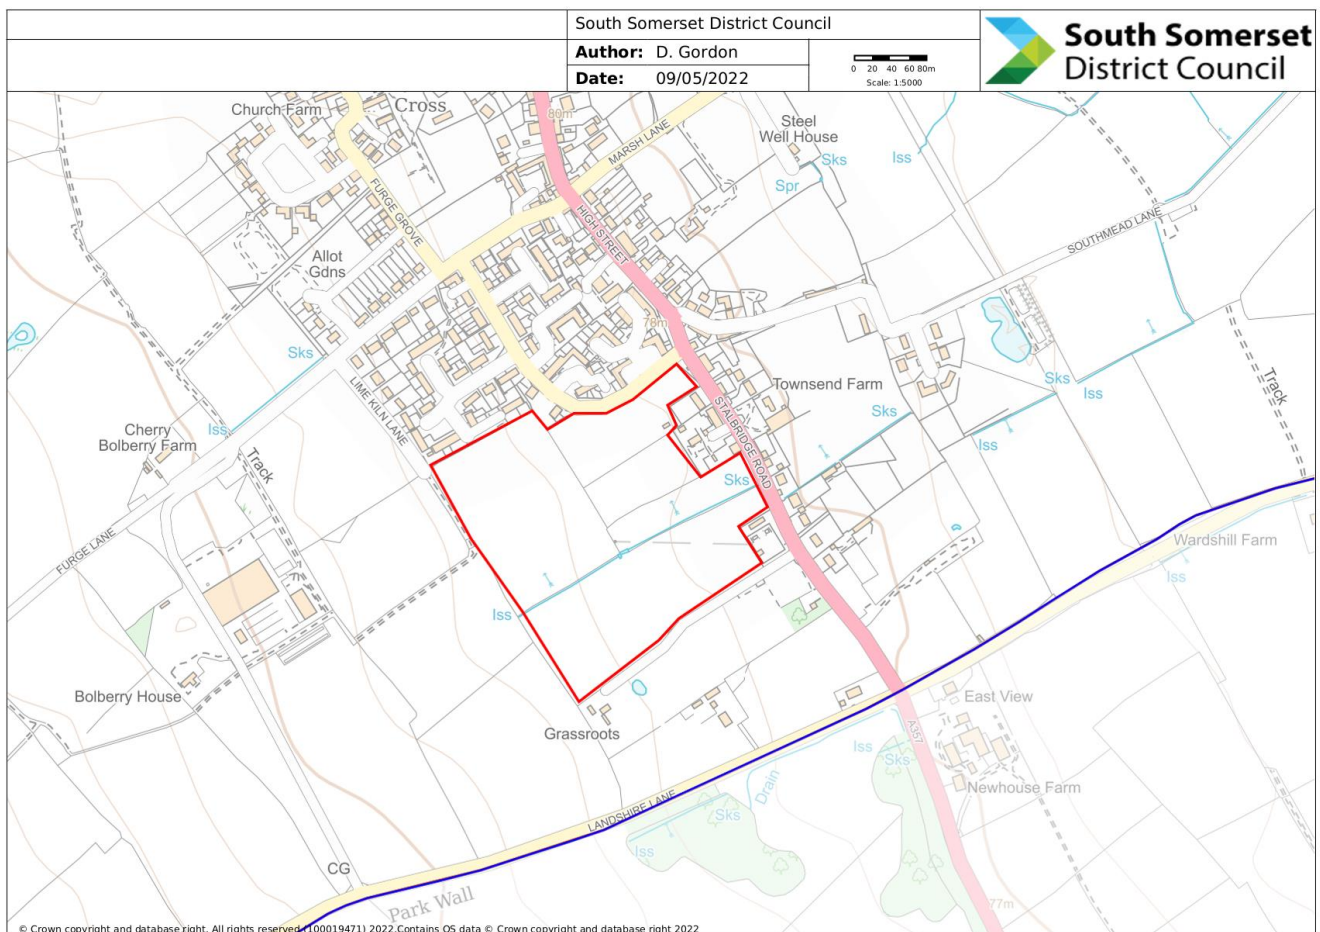 South Somerset District Council
Author: D. Gordon
Date: 09/05/2022
0 20 40 60 80m
Scale: 1:5000
South Somerset
District Council
Church Farm
Cross
80m
MARSH LANE
Steel
Well House
Sks
Iss
Spr
FURGE GROVE
HIGH STREET
SOUTHMEAD LANE
Allot
Gdns
78m
Sks
LIME KILN LANE
Townsend Farm
Sks
Iss
Track
STALBRIDGE ROAD
Sks
Cherry
Bolberry Farm
Iss
Track
Iss
Sks
FURGE LANE
Wardshill Farm
Iss
Iss
Bolberry House
East View
Grassroots
A357
Iss
Sks
Drain
Newhouse Farm
LANDSHIRE LANE
Sks
Iss
CG
Park Wall
77m
© Crown copyright and database right. All rights reserved (100019471) 2022.Contains OS data © Crown copyright and database right 2022